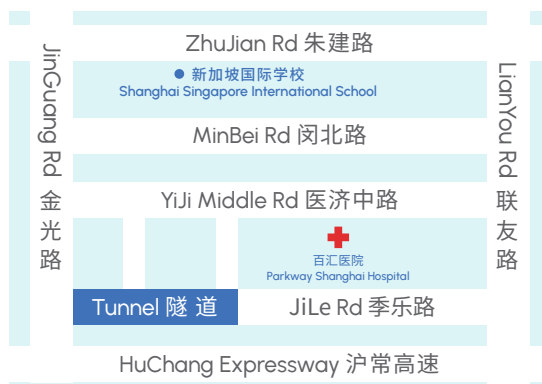 ZhuJian Rd 朱建路
JinGuang Rd 金光路
LianYou Rd 联友路
新加坡国际学校
Shanghai Singapore International School
MinBei Rd 闵北路
YiJi Middle Rd 医济中路
百汇医院
Parkway Shanghai Hospital
Tunnel 隧 道
JiLe Rd 季乐路
HuChang Expressway 沪常高速